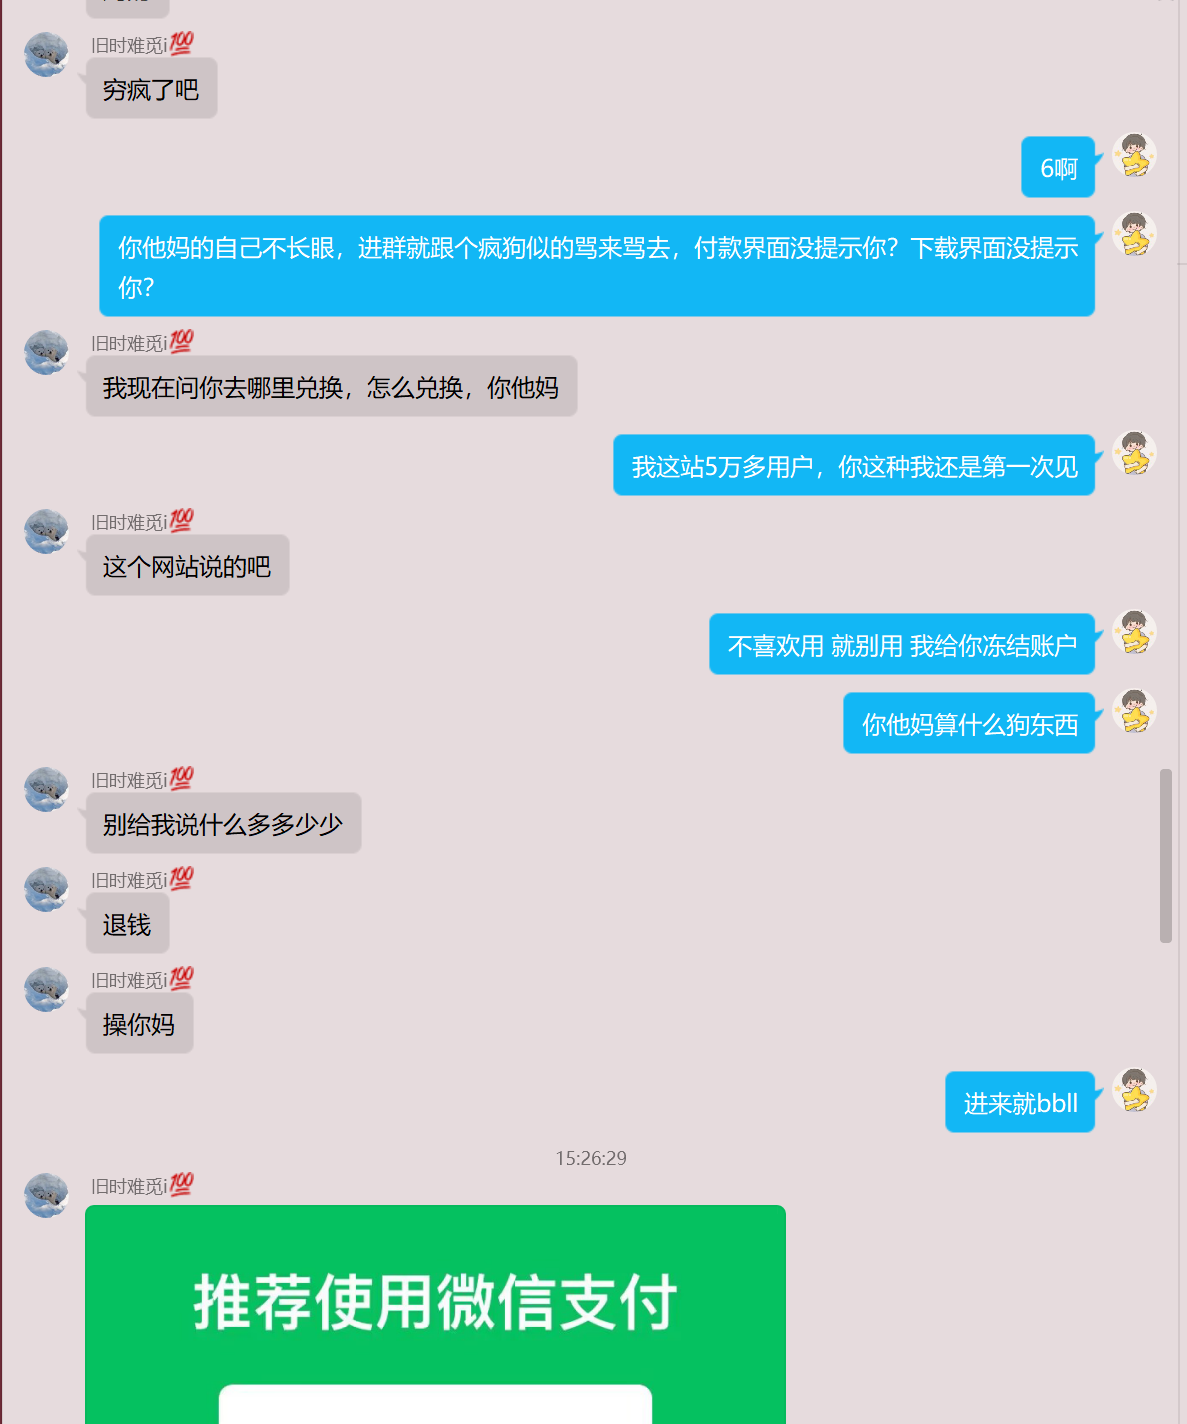 旧时难觅i💯
穷疯了吧
6啊
你他妈的自己不长眼，进群就跟个疯狗似的骂来骂去，付款界面没提示你？下载界面没提示
你？
旧时难觅i💯
我现在问你去哪里兑换，怎么兑换，你他妈
我这站5万多用户，你这种我还是第一次见
旧时难觅i💯
这个网站说的吧
不喜欢用 就别用 我给你冻结账户
你他妈算什么狗东西
旧时难觅i💯
别给我说什么多多少少
旧时难觅i💯
退钱
旧时难觅i💯
操你妈
进来就bbll
15:26:29
旧时难觅i💯
推荐使用微信支付